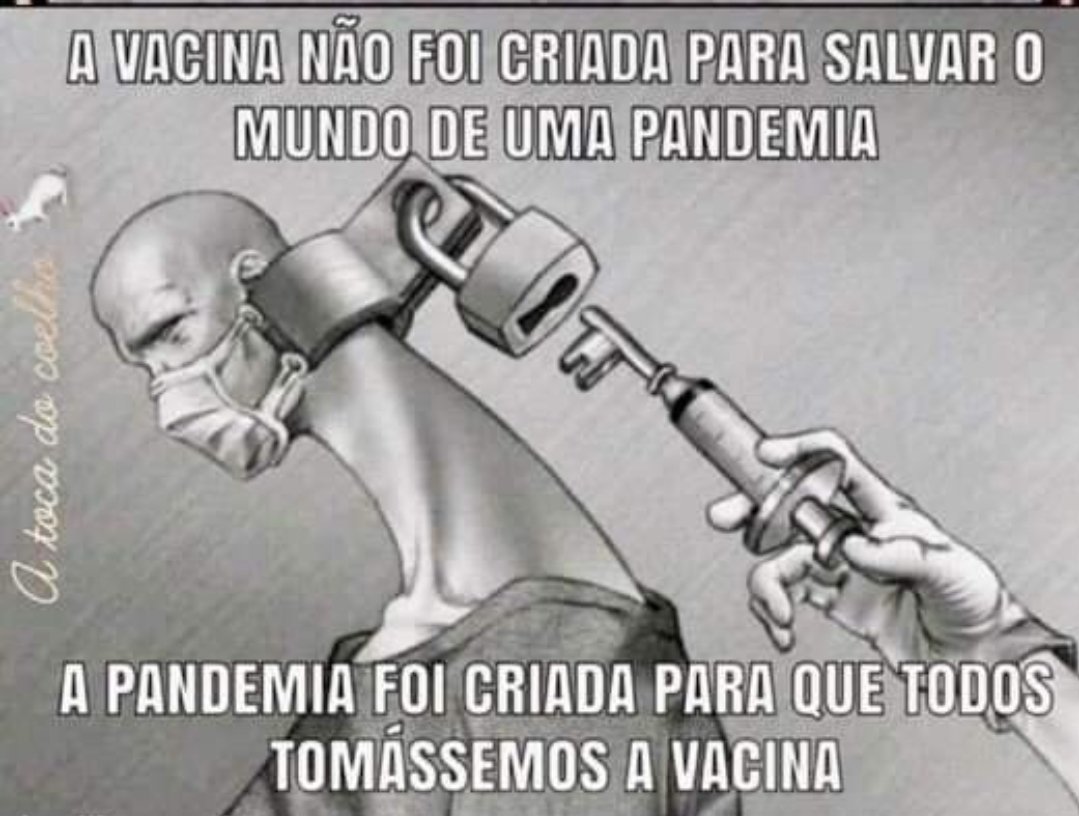 A VACINA NÃO FOI CRIADA PARA SALVAR O
MUNDO DE UMA PANDEMIA
A toca do coelho
A PANDEMIA FOI CRIADA PARA QUE TODOS
TOMÁSSEMOS A VACINA